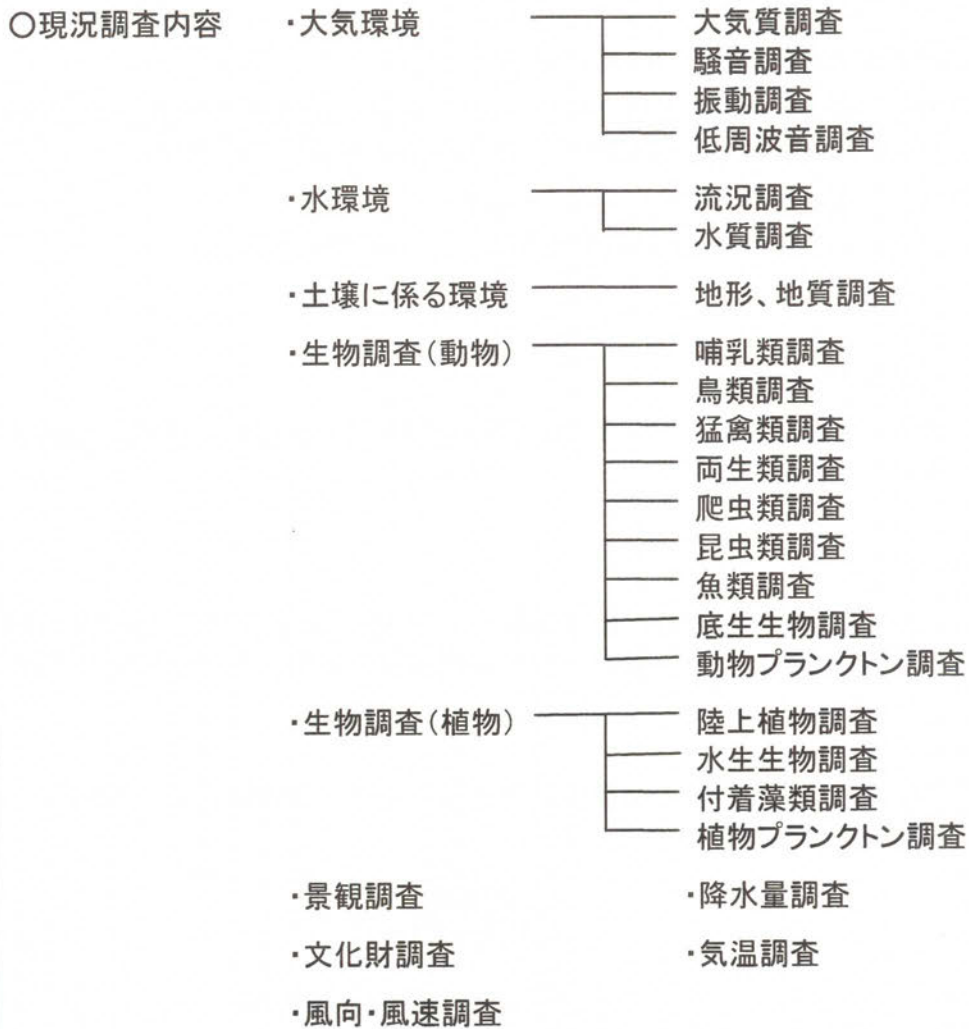 〇現況調査内容 ・大気環境 大気質調査
騒音調査
振動調査
低周波音調査
・水環境 流況調査
水質調査
・土壌に係る環境 地形、地質調査
・生物調査(動物) 哺乳類調査
鳥類調査
猛禽類調査
両生類調査
爬虫類調査
昆虫類調査
魚類調査
底生生物調査
動物プランクトン調査
・生物調査(植物) 陸上植物調査
水生生物調査
付着藻類調査
植物プランクトン調査
・景観調査 ・降水量調査
・文化財調査 ・気温調査
・風向・風速調査